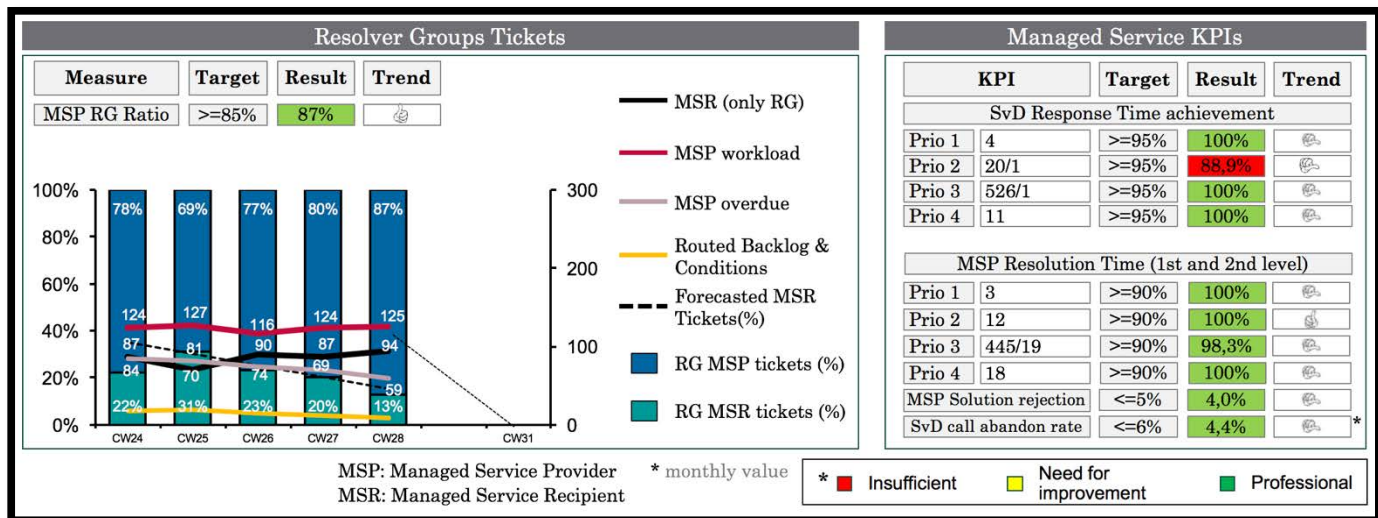 Resolver Groups Tickets
Measure Target Result Trend
MSP RG Ratio >=85% 87%
MSR (only RG)
MSP workload
MSP overdue
Routed Backlog &
Conditions
Forecasted MSR
Tickets(%)
RG MSP tickets (%)
RG MSR tickets (%)
100% 300
78% 69% 77% 80% 87%
80%
200
60%
124 127 116 124 125
40%
87 81 90 87 94 100
84 70 74 69 59
20%
22% 31% 23% 20% 13%
0% 0
CW24 CW25 CW26 CW27 CW28 CW31
Managed Service KPIs
KPI Target Result Trend
SvD Response Time achievement
Prio 1 4 >=95% 100%
Prio 2 20/1 >=95% 88,9%
Prio 3 526/1 >=95% 100%
Prio 4 11 >=95% 100%
MSP Resolution Time (1st and 2nd level)
Prio 1 3 >=90% 100%
Prio 2 12 >=90% 100%
Prio 3 445/19 >=90% 98,3%
Prio 4 18 >=90% 100%
MSP Solution rejection <=5% 4,0%
SvD call abandon rate <=6% 4,4% *
MSP: Managed Service Provider * monthly value
MSR: Managed Service Recipient
* Insufficient Need for Professional
improvement